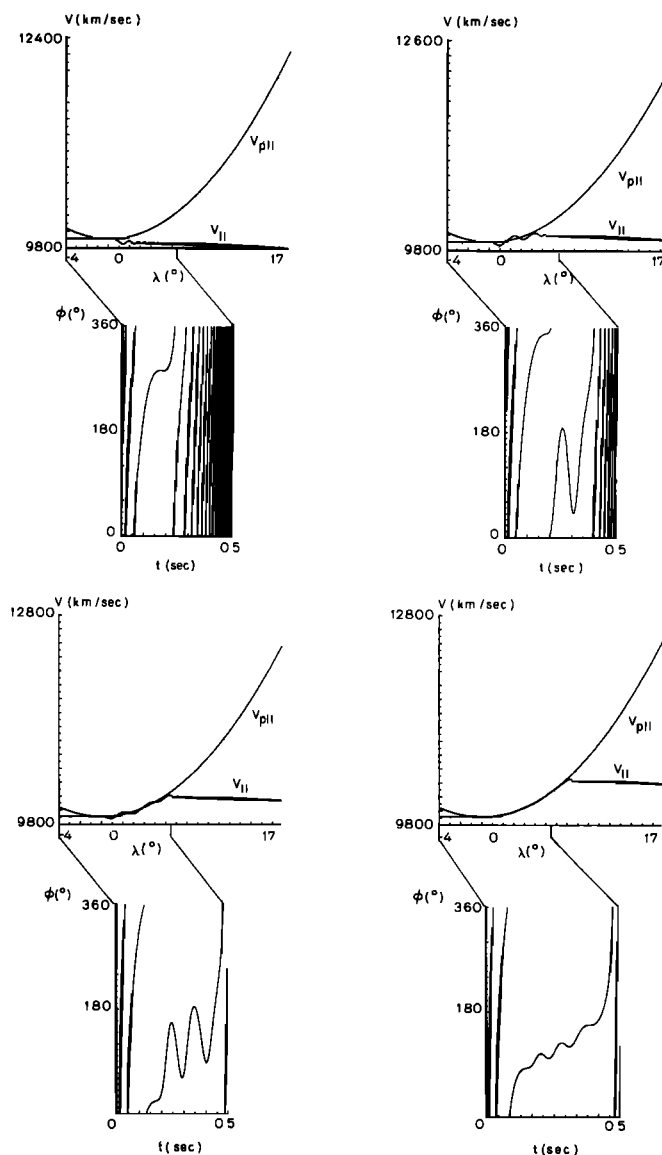 V (km/sec)
12400
V p||
V ||
9800
-4
0
17
λ(°)
ϕ(°)
360
180
0
0
0 5
t (sec)
V (km/sec)
12600
V p||
V ||
9800
-4
0
17
λ(°)
ϕ(°)
360
180
0
0
0 5
t (sec)
V (km/sec)
12800
V p||
V ||
9800
-4
0
17
λ(°)
ϕ(°)
360
180
0
0 5
t(sec)
V (km/sec)
12800
V p||
V ||
9800
-4
0
17
λ(°)
ϕ(°)
360
180
0
0 5
t(sec)